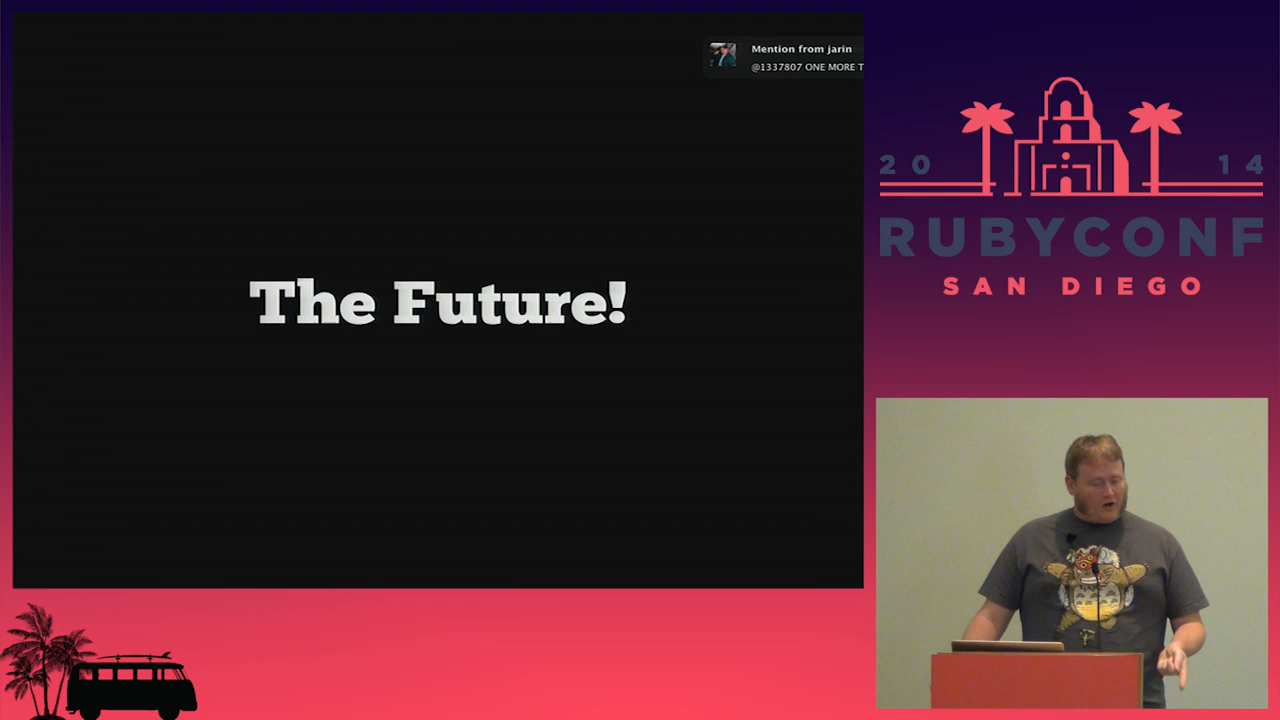 Mention from jarin
@1337807 ONE MORE T
The Future!
20 14
RUBYCONF
SAN DIEGO